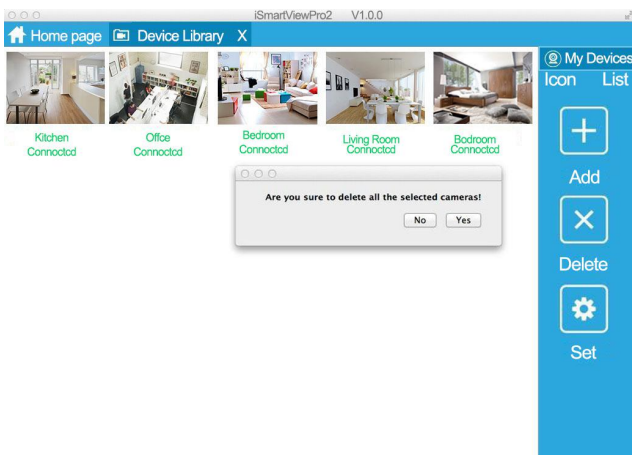 iSmartViewPro2 V1.0.0
Home page Device Library X
My Devices
Icon List
Kitchen
Connoctcd
Offce
Connoctcd
Bedroom
Connoctcd
Living Room
Connoctcd
Bodroom
Connoctcd
Are you sure to delete all the selected cameras!
No Yes
Add
Delete
Set